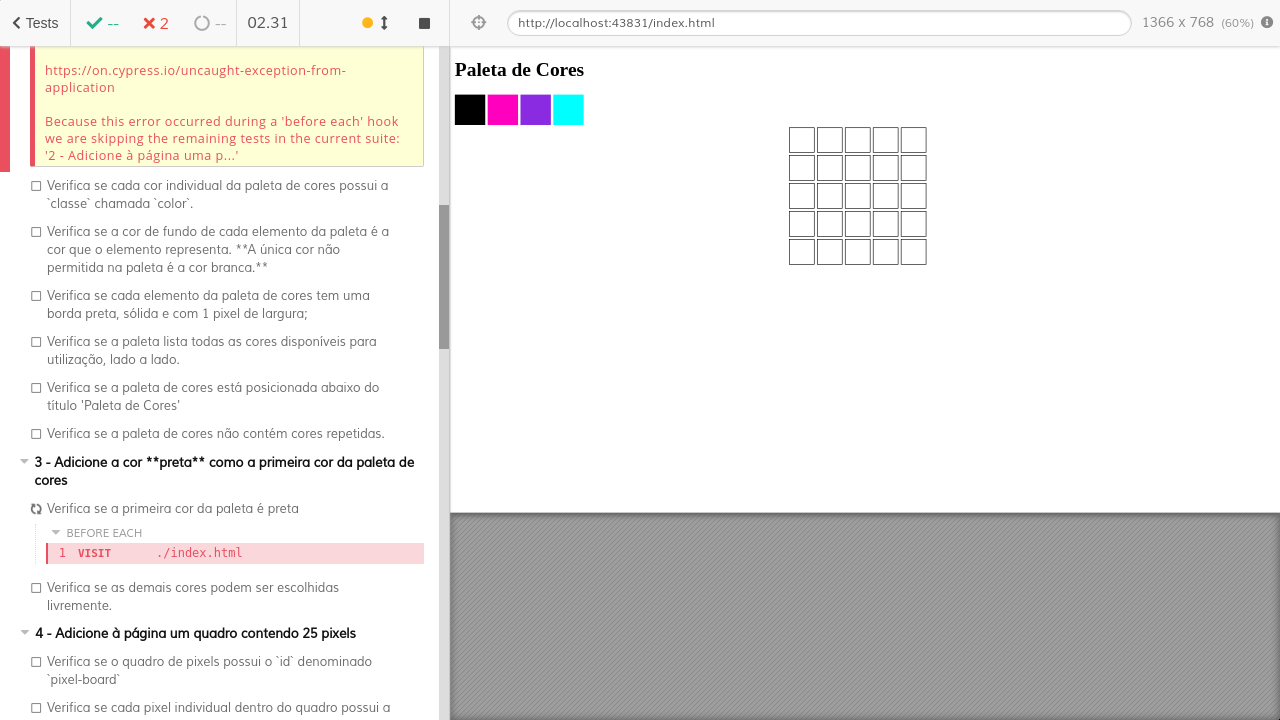 Tests
--
2
--
02.31
http://localhost:43831/index.html
1366 x 768 (60%)
https://on.cypress.io/uncaught-exception-from-
application
Because this error occurred during a 'before each' hook
we are skipping the remaining tests in the current suite:
'2 - Adicione à página uma p...'
Verifica se cada cor individual da paleta de cores possui a
`classe` chamada `color`.
Verifica se a cor de fundo de cada elemento da paleta é a
cor que o elemento representa. **A única cor não
permitida na paleta é a cor branca.**
Verifica se cada elemento da paleta de cores tem uma
borda preta, sólida e com 1 pixel de largura;
Verifica se a paleta lista todas as cores disponíveis para
utilização, lado a lado.
Verifica se a paleta de cores está posicionada abaixo do
título 'Paleta de Cores'
Verifica se a paleta de cores não contém cores repetidas.
3 - Adicione a cor **preta** como a primeira cor da paleta de
cores
Verifica se a primeira cor da paleta é preta
BEFORE EACH
1 VISIT ./index.html
Verifica se as demais cores podem ser escolhidas
livremente.
4 - Adicione à página um quadro contendo 25 pixels
Verifica se o quadro de pixels possui o `id` denominado
`pixel-board`
Verifica se cada pixel individual dentro do quadro possui a
Paleta de Cores